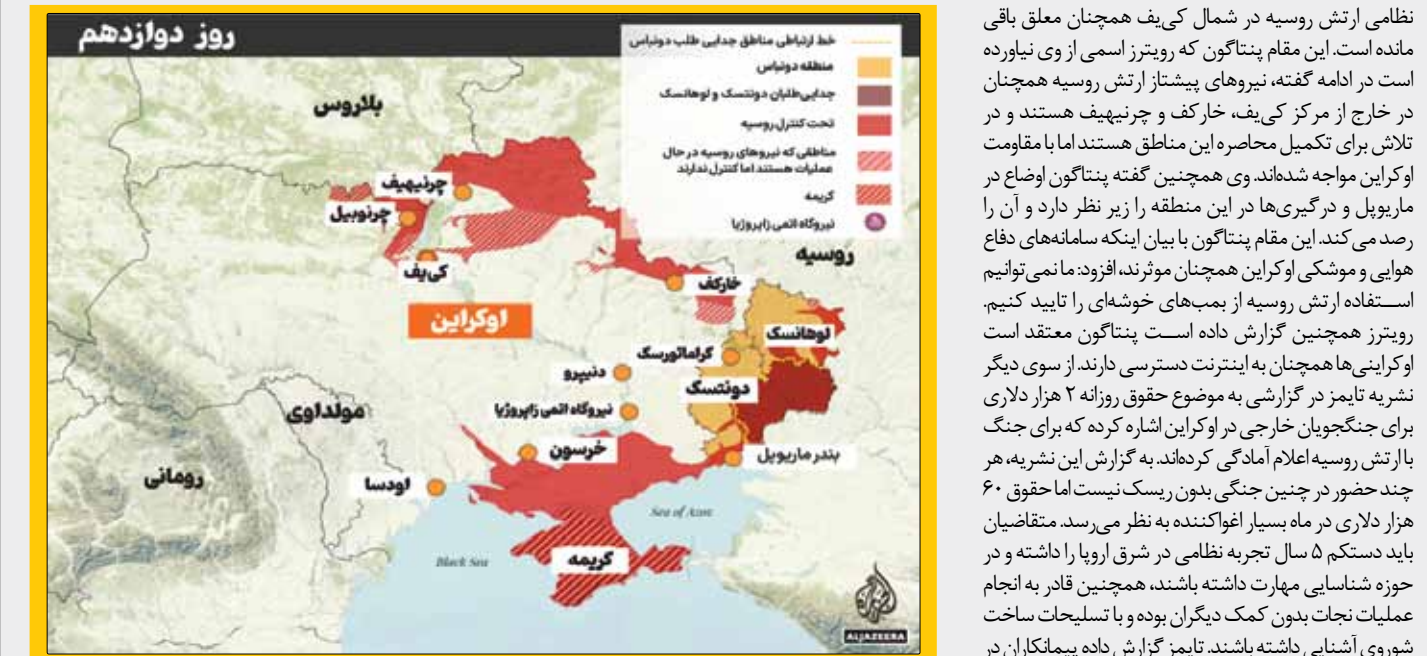 نظامی ارتش روسیه در شمال کی‌یف همچنان معلق باقی
مانده است. این مقام پنتاگون که رویترز اسمی از وی نیاورده
است در ادامه گفته، نیروهای پیشتاز ارتش روسیه همچنان
در خارج از مرکز کی‌یف، خارکف و چرنیهیف هستند و در
تلاش برای تکمیل محاصره این مناطق هستند اما با مقاومت
اوکراین مواجه شده‌اند. وی همچنین گفته پنتاگون اوضاع در
ماریوپل و درگیری‌ها در این منطقه را زیر نظر دارد و آن را
رصد می‌کند. این مقام پنتاگون با بیان اینکه سامانه‌های دفاع
هوایی و موشکی اوکراین همچنان موثرند، افزود: ما نمی‌توانیم
استفاده ارتش روسیه از بمب‌های خوشه‌ای را تایید کنیم.
رویترز همچنین گزارش داده است پنتاگون معتقد است
اوکراینی‌ها همچنان به اینترنت دسترسی دارند. از سوی دیگر
نشریه تایمز در گزارشی به موضوع حقوق روزانه ۲ هزار دلاری
برای جنگجویان خارجی در اوکراین اشاره کرده که برای جنگ
با ارتش روسیه اعلام آمادگی کرده‌اند. به گزارش این نشریه، هر
چند حضور در چنین جنگی بدون ریسک نیست اما حقوق ۶۰
هزار دلاری در ماه بسیار اغواکننده به نظر می‌رسد. متقاضیان
باید دستکم ۵ سال تجربه نظامی در شرق اروپا را داشته و در
حوزه شناسایی مهارت داشته باشند، همچنین قادر به انجام
عملیات نجات بدون کمک دیگران بوده و با تسلیحات ساخت
شوروی آشنایی داشته باشند. تایمز گزارش داده پیمانکاران در
روز دوازدهم
خط ارتباطی مناطق جدایی طلب دونباس
منطقه دونباس
جدایی‌طلبان دونتسک و لوهانسک
تحت کنترل روسیه
مناطقی که نیروهای روسیه در حال
عملیات هستند اما کنترل ندارند
کریمه
نیروگاه اتمی زاپروژیا
بلاروس
چرنیهیف
چرنوبیل
کی‌یف
روسیه
خارکف
اوکراین
لوهانسک
کراماتورسک
دنیپرو
دونتسک
نیروگاه اتمی زاپروژیا
مولداوی
خرسون
بندر ماریوپل
رومانی
اودسا
Sea of Azov
Black Sea
کریمه
الجزيرة
ALJAZEERA